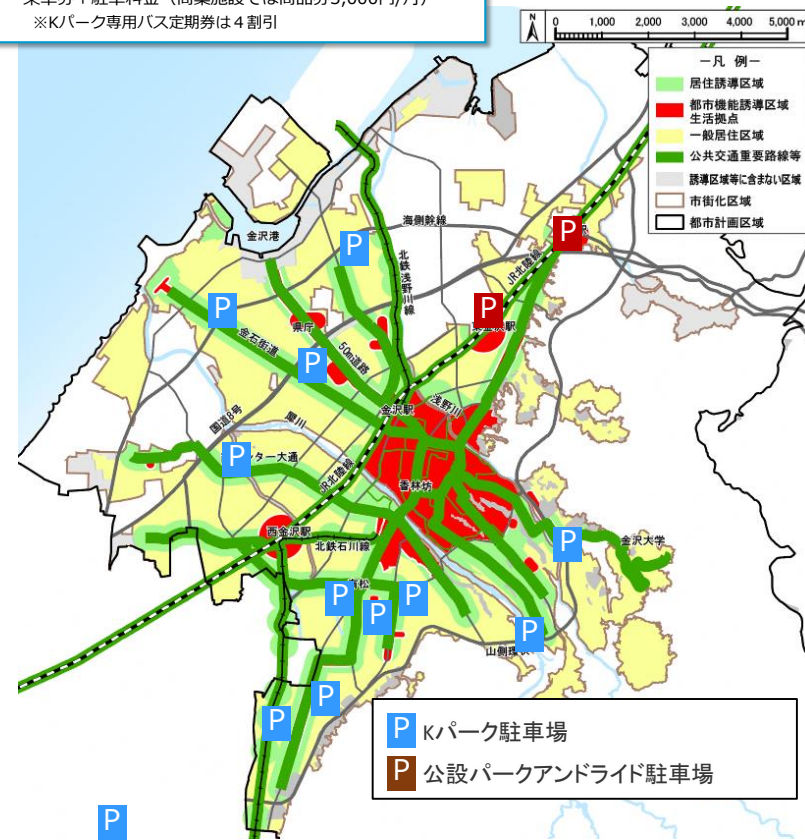 ※Kパーク専用バス定期券は４割引
N
0 1,000 2,000 3,000 4,000 5,000 m
－凡 例－
居住誘導区域
都市機能誘導区域
生活拠点
一般居住区域
公共交通重要路線等
誘導区域等に含まない区域
市街化区域
都市計画区域
P
海側幹線
金沢港
P
北鉄浅野川線
JR北陸線
P
P
県庁
金石街道
50m道路
P
浅野川
金沢駅
国道8号
犀川
P
JR北陸線
香林坊
西金沢駅
北鉄石川線
P
金沢大学
P
P
P
P
P
P
P Kパーク駐車場
P 公設パークアンドライド駐車場
P